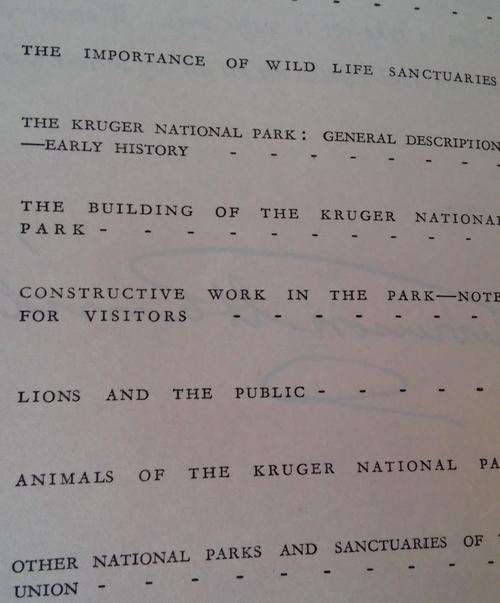 THE IMPORTANCE OF WILD LIFE SANCTUARIES
THE KRUGER NATIONAL PARK: GENERAL DESCRIPTION
—EARLY HISTORY - - - - - - -
THE BUILDING OF THE KRUGER NATIONAL
PARK - - - - - - - - - -
CONSTRUCTIVE WORK IN THE PARK—NOTE
FOR VISITORS - - - - - - -
LIONS AND THE PUBLIC - - - - -
ANIMALS OF THE KRUGER NATIONAL PA
OTHER NATIONAL PARKS AND SANCTUARIES OF
UNION - - - - - - - - -